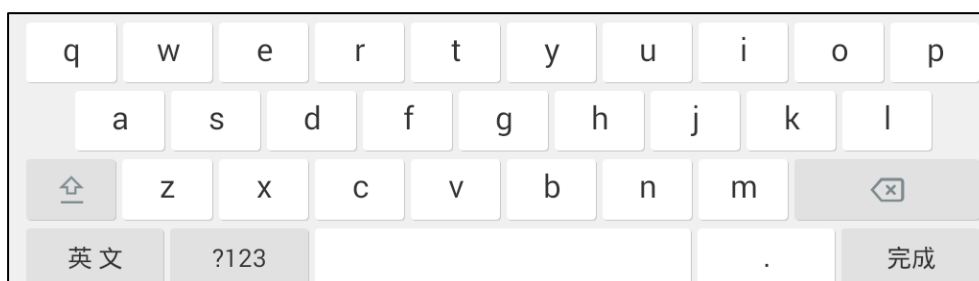 q w e r t y u i o p
a s d f g h j k l
z x c v b n m
英文 ?123 . 完成